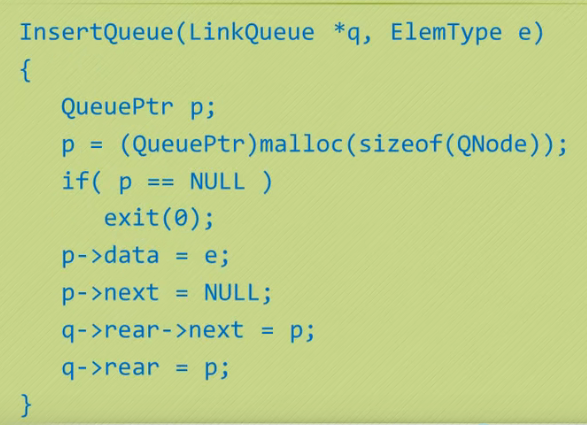 InsertQueue(LinkQueue *q, ElemType e)
{
QueuePtr p;
p = (QueuePtr)malloc(sizeof(QNode));
if( p == NULL )
exit(0);
p->data = e;
p->next = NULL;
q->rear->next = p;
q->rear = p;
}